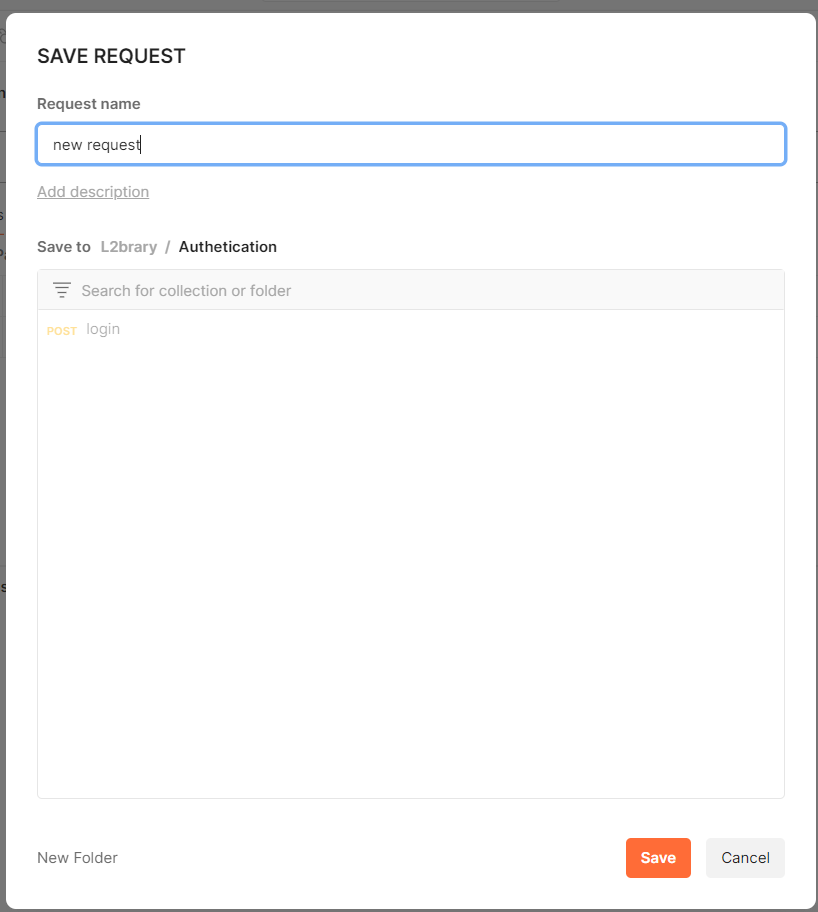 SAVE REQUEST
Request name
new request
Add description
Save to L2brary / Authetication
Search for collection or folder
POST login
New Folder
Save
Cancel